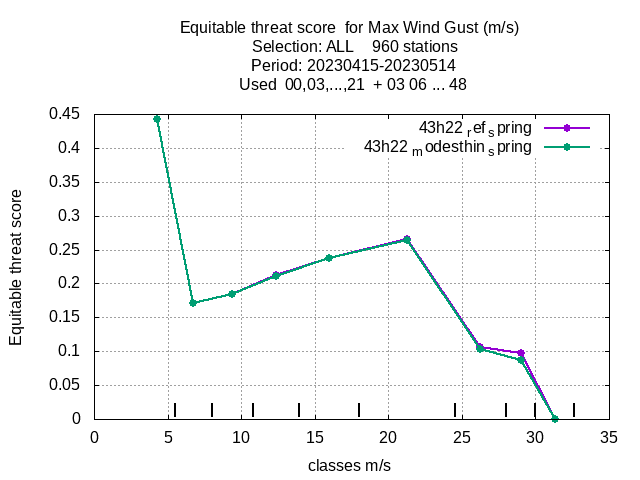 Equitable threat score  for Max Wind Gust (m/s)
Selection: ALL    960 stations
Period: 20230415-20230514
Used  00,03,...,21  + 03 06 ... 48
43h22 ref spring
43h22 modesthin spring
0.45
0.4
0.35
0.3
0.25
0.2
0.15
0.1
0.05
0
Equitable threat score
0 5 10 15 20 25 30 35
classes m/s